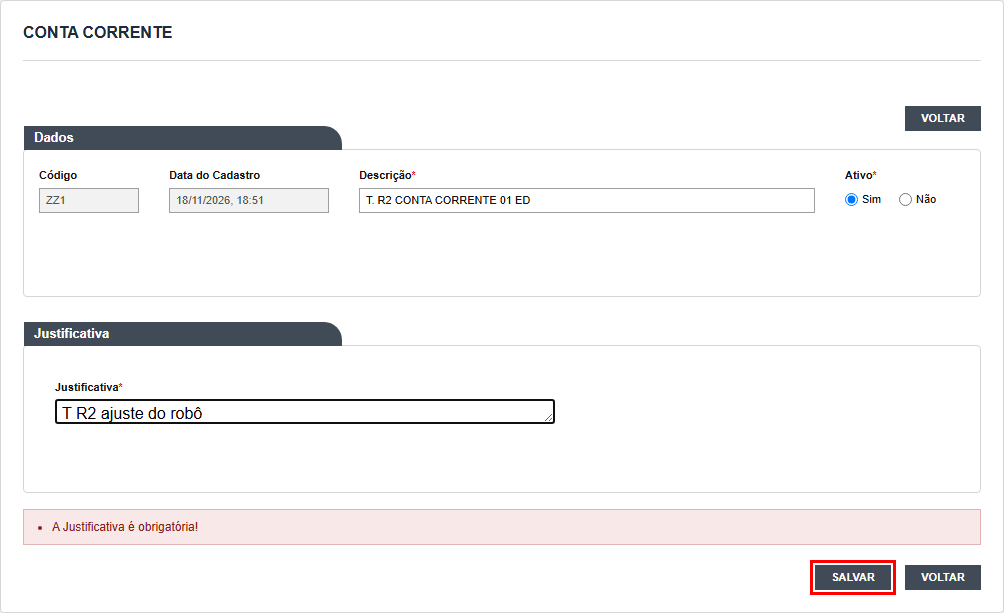 CONTA CORRENTE
VOLTAR
Dados
Código Data do Cadastro Descrição* Ativo*
ZZ1 18/11/2026, 18:51 T. R2 CONTA CORRENTE 01 ED Sim Não
Justificativa
Justificativa*
T R2 ajuste do robô
• A Justificativa é obrigatória!
SALVAR VOLTAR